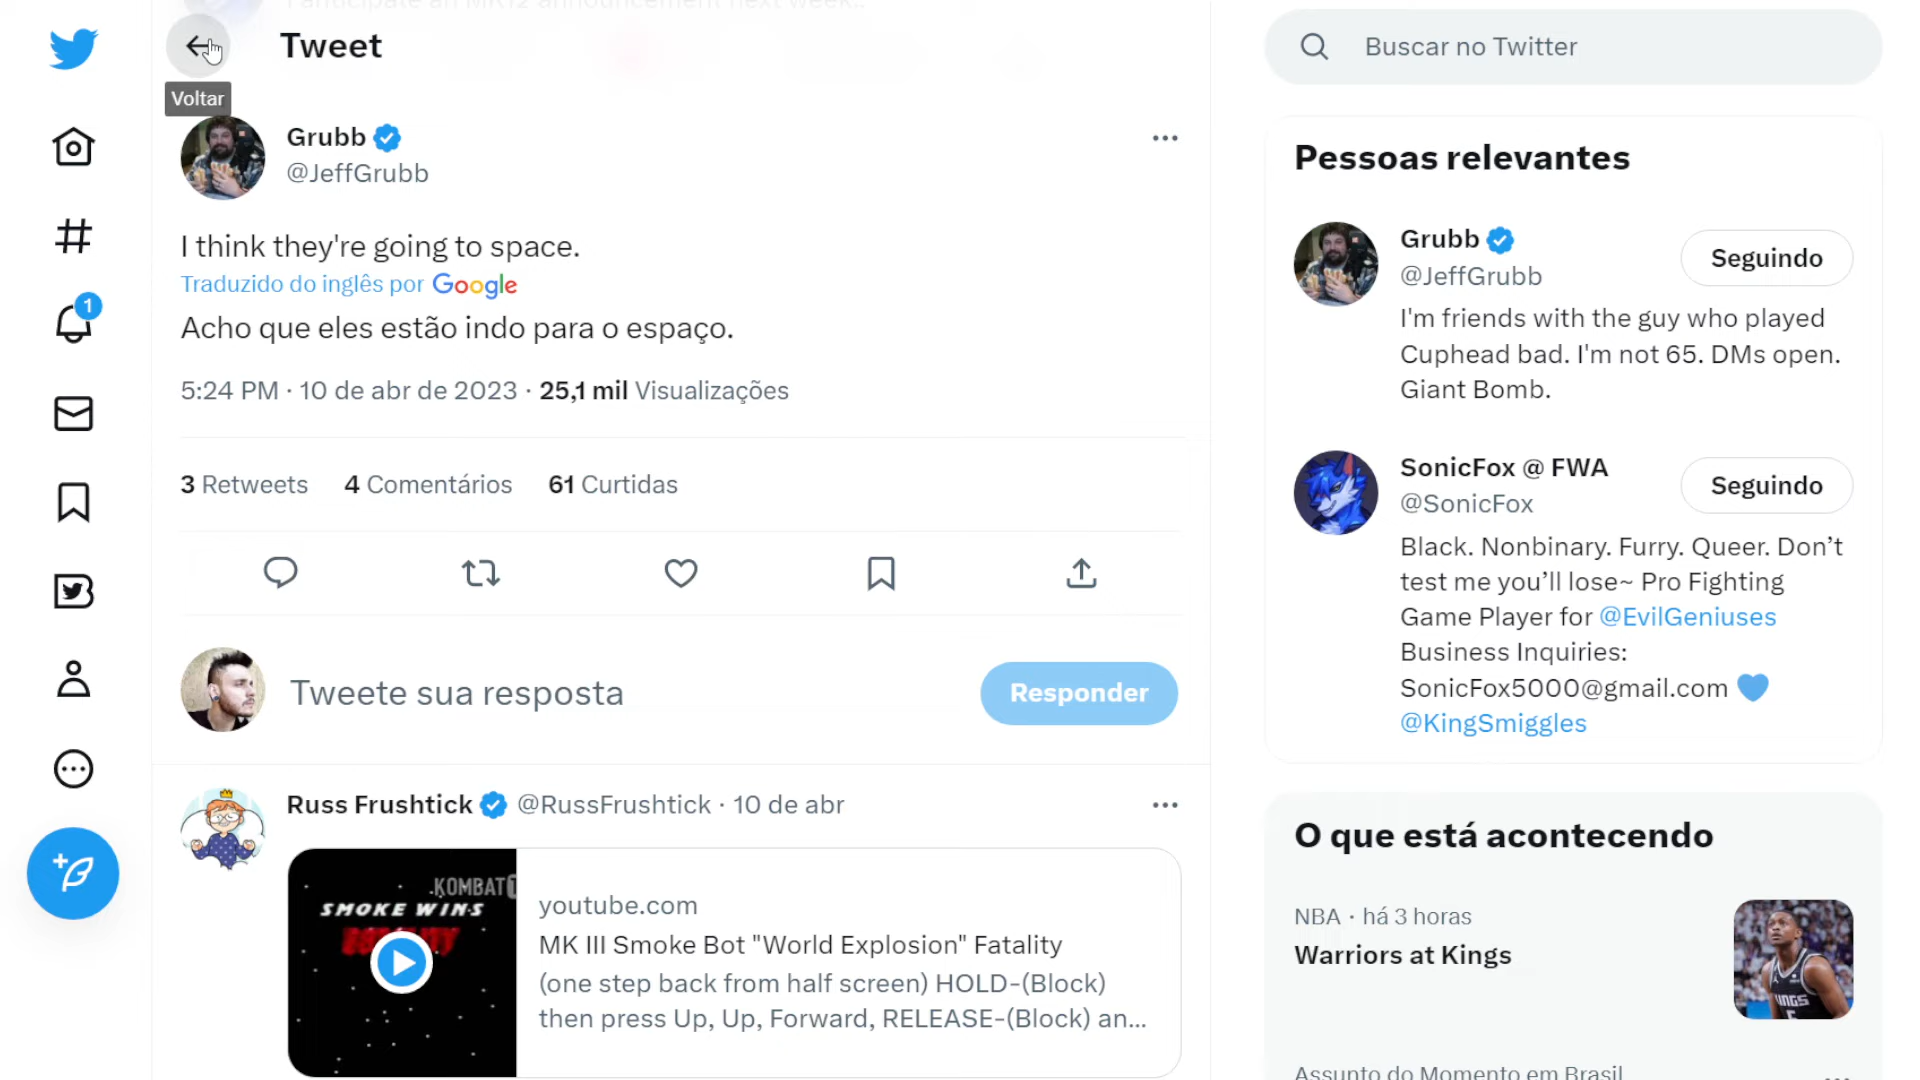 I anticipate an MK12 announcement next week..
Tweet
Voltar
Grubb
@JeffGrubb
I think they're going to space.
Traduzido do inglês por Google
Acho que eles estão indo para o espaço.
5:24 PM · 10 de abr de 2023 · 25,1 mil Visualizações
3 Retweets 4 Comentários 61 Curtidas
Tweete sua resposta
Responder
Russ Frushtick @RussFrushtick · 10 de abr
KOMBAT
SMOKE WINS
youtube.com
MK III Smoke Bot "World Explosion" Fatality
(one step back from half screen) HOLD-(Block)
then press Up, Up, Forward, RELEASE-(Block) an...
1
Buscar no Twitter
Pessoas relevantes
Grubb
@JeffGrubb
Seguindo
I'm friends with the guy who played
Cuphead bad. I'm not 65. DMs open.
Giant Bomb.
SonicFox @ FWA
@SonicFox
Seguindo
Black. Nonbinary. Furry. Queer. Don’t
test me you’ll lose~ Pro Fighting
Game Player for @EvilGeniuses
Business Inquiries:
SonicFox5000@gmail.com
@KingSmiggles
O que está acontecendo
NBA · há 3 horas
Warriors at Kings
Assunto do Momento em Brasil